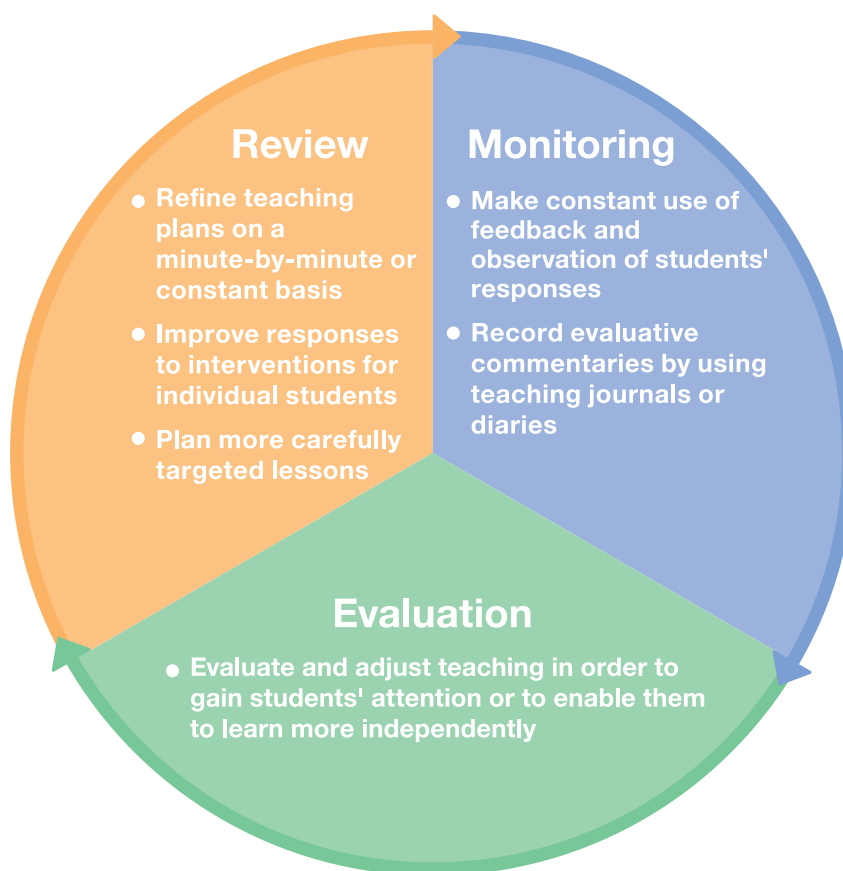 Review
• Refine teaching
plans on a
minute-by-minute or
constant basis
• Improve responses
to interventions for
individual students
• Plan more carefully
targeted lessons
Monitoring
• Make constant use of
feedback and
observation of students'
responses
• Record evaluative
commentaries by using
teaching journals or
diaries
Evaluation
• Evaluate and adjust teaching in order to
gain students' attention or to enable them
to learn more independently